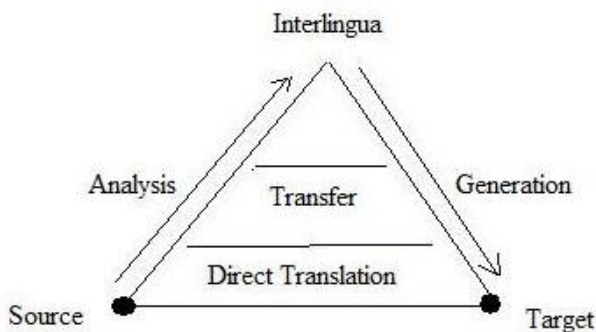 Interlingua
Analysis
Generation
Transfer
Direct Translation
Source
Target